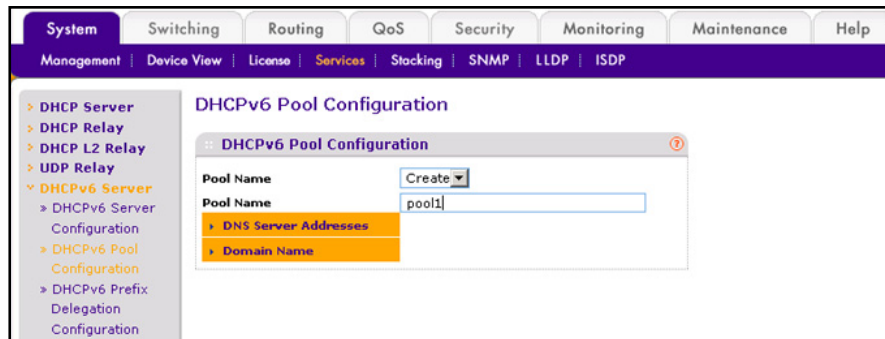 System Switching Routing QoS Security Monitoring Maintenance Help
Management Device View License Services Stacking SNMP LLDP ISDP
DHCP Server
DHCP Relay
DHCP L2 Relay
UDP Relay
DHCPv6 Server
» DHCPv6 Server
Configuration
» DHCPv6 Pool
Configuration
» DHCPv6 Prefix
Delegation
Configuration
DHCPv6 Pool Configuration
DHCPv6 Pool Configuration ?
Pool Name Create
Pool Name pool1
DNS Server Addresses
Domain Name